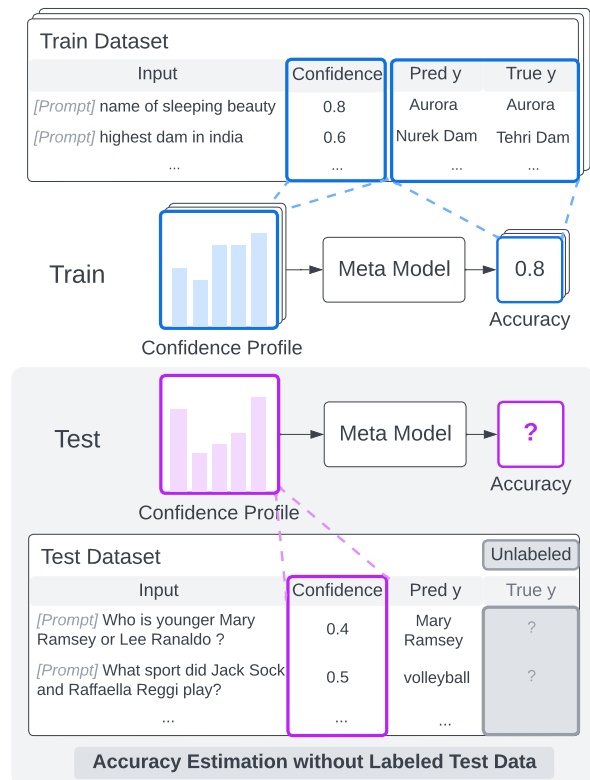 Train Dataset
Input Confidence Pred y True y
[Prompt] name of sleeping beauty 0.8 Aurora Aurora
[Prompt] highest dam in india 0.6 Nurek Dam Tehri Dam
... ... ... ...
Train
Meta Model
0.8
Confidence Profile
Accuracy
Test
Meta Model
?
Confidence Profile
Accuracy
Test Dataset
Unlabeled
Input Confidence Pred y True y
[Prompt] Who is younger Mary
Ramsey or Lee Ranaldo ?
0.4
Mary
Ramsey
?
[Prompt] What sport did Jack Sock
and Raffaella Reggi play?
0.5
volleyball
?
... ... ...
Accuracy Estimation without Labeled Test Data